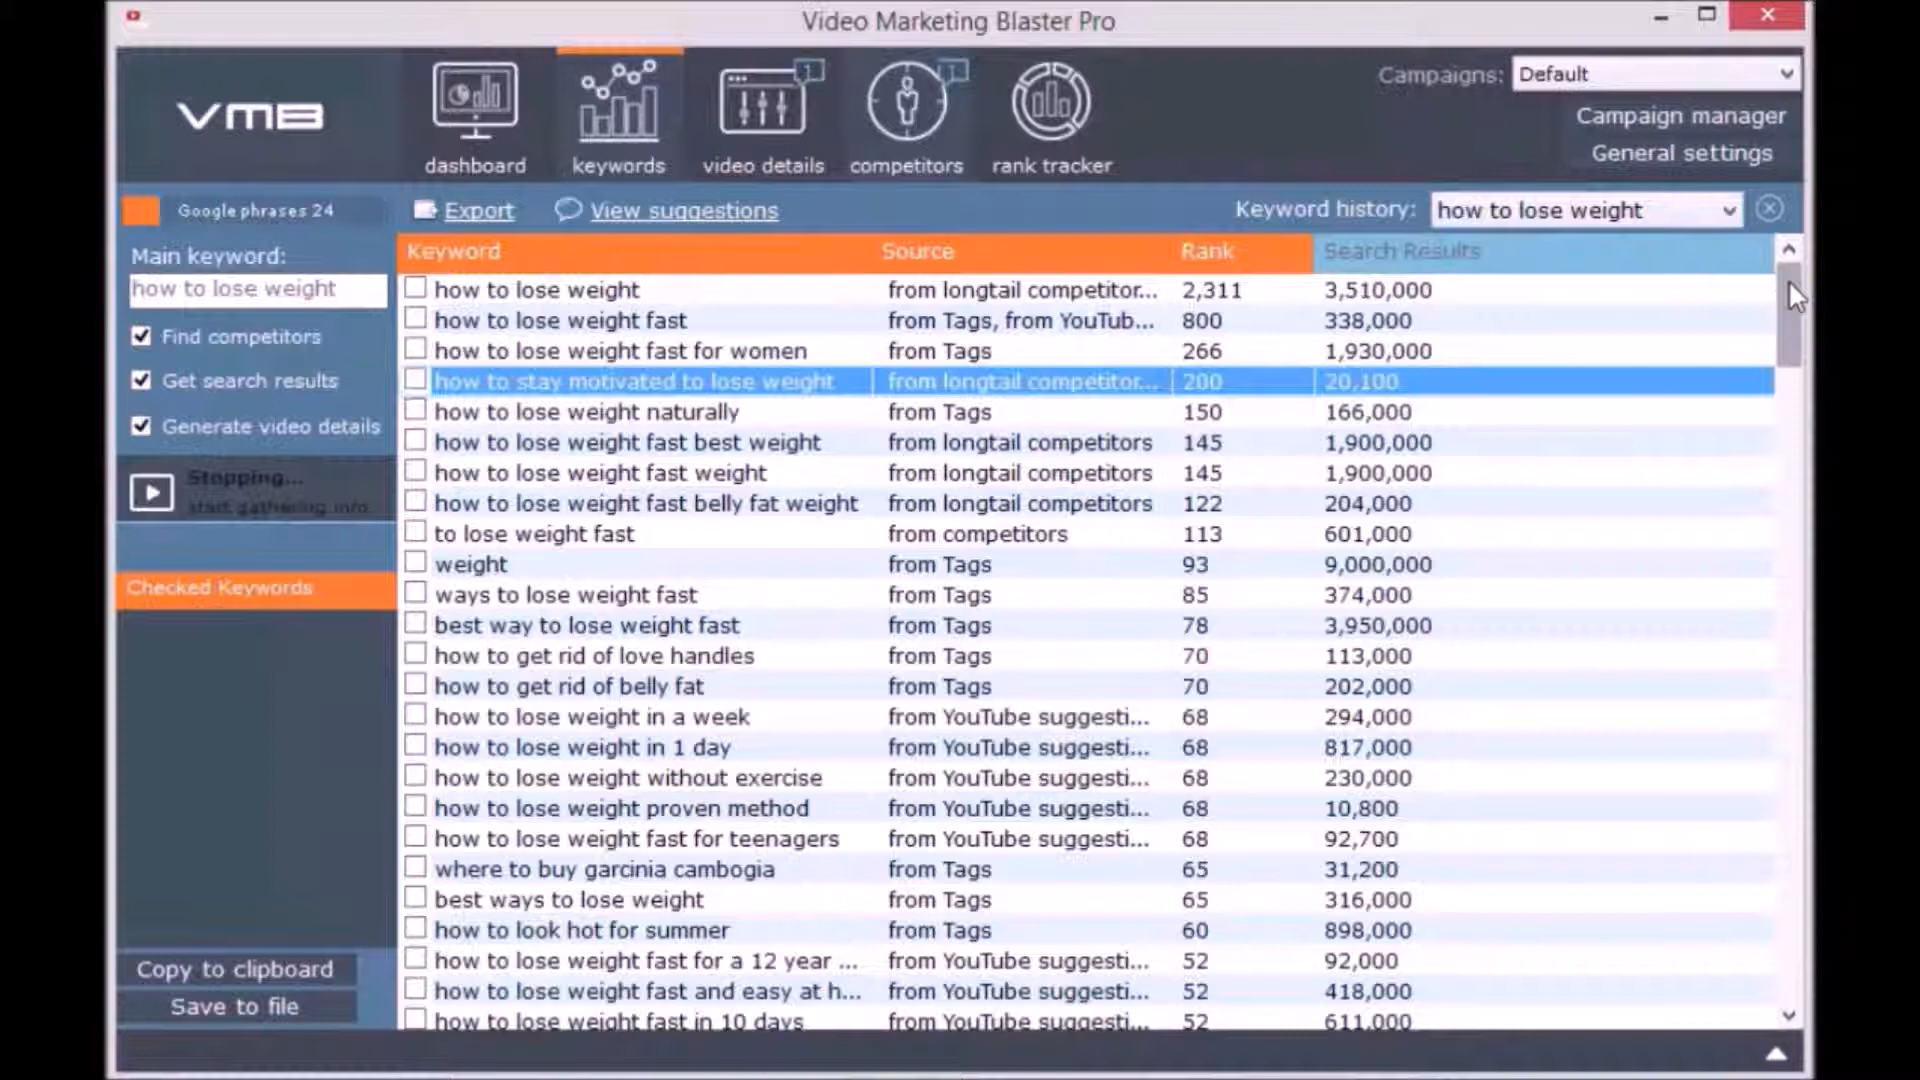 Video Marketing Blaster Pro
VMB
dashboard
keywords
1
video details
1
competitors
rank tracker
Campaigns: Default
Campaign manager
General settings
Google phrases 24
Export
View suggestions
Keyword history: how to lose weight
Main keyword:
how to lose weight
Find competitors
Get search results
Generate video details
Stopping...
start gathering info
Checked Keywords
Copy to clipboard
Save to file
Keyword Source Rank Search Results
how to lose weight from longtail competitor... 2,311 3,510,000
how to lose weight fast from Tags, from YouTub... 800 338,000
how to lose weight fast for women from Tags 266 1,930,000
how to stay motivated to lose weight from longtail competitor... 200 20,100
how to lose weight naturally from Tags 150 166,000
how to lose weight fast best weight from longtail competitors 145 1,900,000
how to lose weight fast weight from longtail competitors 145 1,900,000
how to lose weight fast belly fat weight from longtail competitors 122 204,000
to lose weight fast from competitors 113 601,000
weight from Tags 93 9,000,000
ways to lose weight fast from Tags 85 374,000
best way to lose weight fast from Tags 78 3,950,000
how to get rid of love handles from Tags 70 113,000
how to get rid of belly fat from Tags 70 202,000
how to lose weight in a week from YouTube suggesti... 68 294,000
how to lose weight in 1 day from YouTube suggesti... 68 817,000
how to lose weight without exercise from YouTube suggesti... 68 230,000
how to lose weight proven method from YouTube suggesti... 68 10,800
how to lose weight fast for teenagers from YouTube suggesti... 68 92,700
where to buy garcinia cambogia from Tags 65 31,200
best ways to lose weight from Tags 65 316,000
how to look hot for summer from Tags 60 898,000
how to lose weight fast for a 12 year ... from YouTube suggesti... 52 92,000
how to lose weight fast and easy at h... from YouTube suggesti... 52 418,000
how to lose weight fast in 10 days from YouTube suggesti... 52 611,000